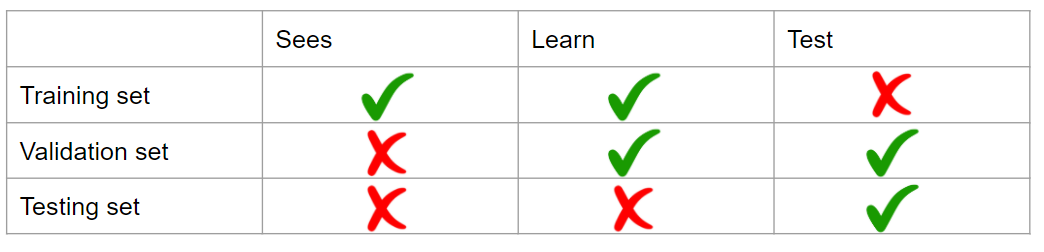 Sees Learn Test
Training set
Validation set
Testing set